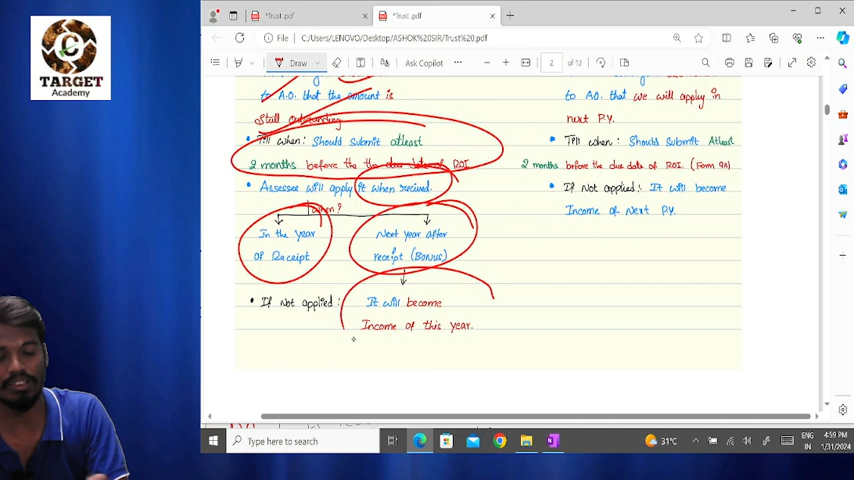 *Trust .pdf
*Trust .pdf
File
C:/Users/LENOVO/Desktop/ASHOK%20SIR/Trust%20.pdf
Draw
Ask Copilot
2
of 13
TARGET
Academy
to A.O. that the amount is
Still outstanding
• Till when: Should submit atleast
2 months before the the due date of ROI
• Assessee will apply it when recived.
when?
In the year
of Receipt
Next year after
receipt (Bonus)
• If Not applied:
It will become
Income of this year.
to A.O. that we will apply in
next P.Y.
• Till when: Should submit Atleast
2 months before the due date of ROI (Form 9A)
• If Not applied: It will become
Income of Next P.Y.
Type here to search
31°C
ENG
IN
4:59 PM
1/31/2024